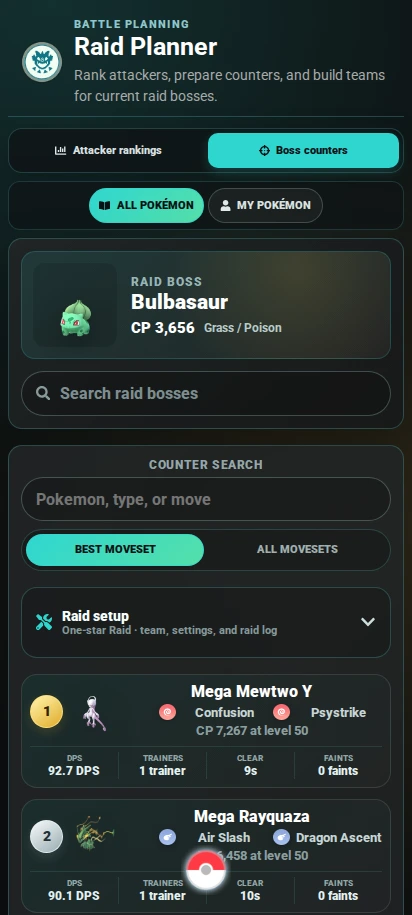 BATTLE PLANNING
Raid Planner
Rank attackers, prepare counters, and build teams
for current raid bosses.
Attacker rankings
Boss counters
ALL POKÉMON
MY POKÉMON
RAID BOSS
Bulbasaur
CP 3,656 Grass / Poison
Search raid bosses
COUNTER SEARCH
Pokemon, type, or move
BEST MOVESET
ALL MOVESETS
Raid setup
One-star Raid · team, settings, and raid log
1
Mega Mewtwo Y
Confusion Psystrike
CP 7,267 at level 50
DPS TRAINERS CLEAR FAINTS
92.7 DPS 1 trainer 9s 0 faints
2
Mega Rayquaza
Air Slash Dragon Ascent
6,458 at level 50
DPS TRAINERS CLEAR FAINTS
90.1 DPS 1 trainer 10s 0 faints